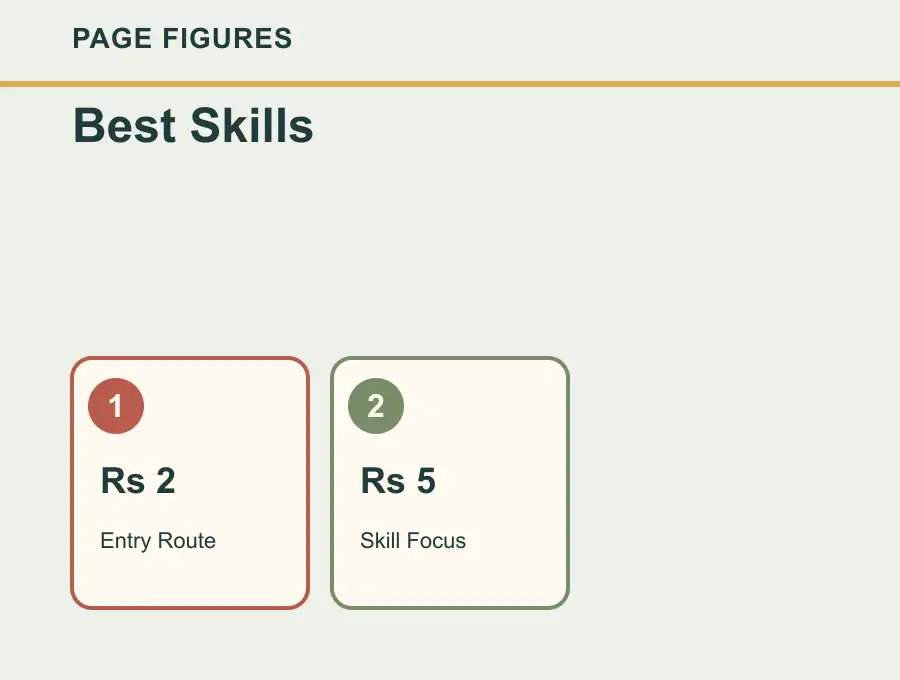 PAGE FIGURES
Best Skills
1
Rs 2
Entry Route
2
Rs 5
Skill Focus